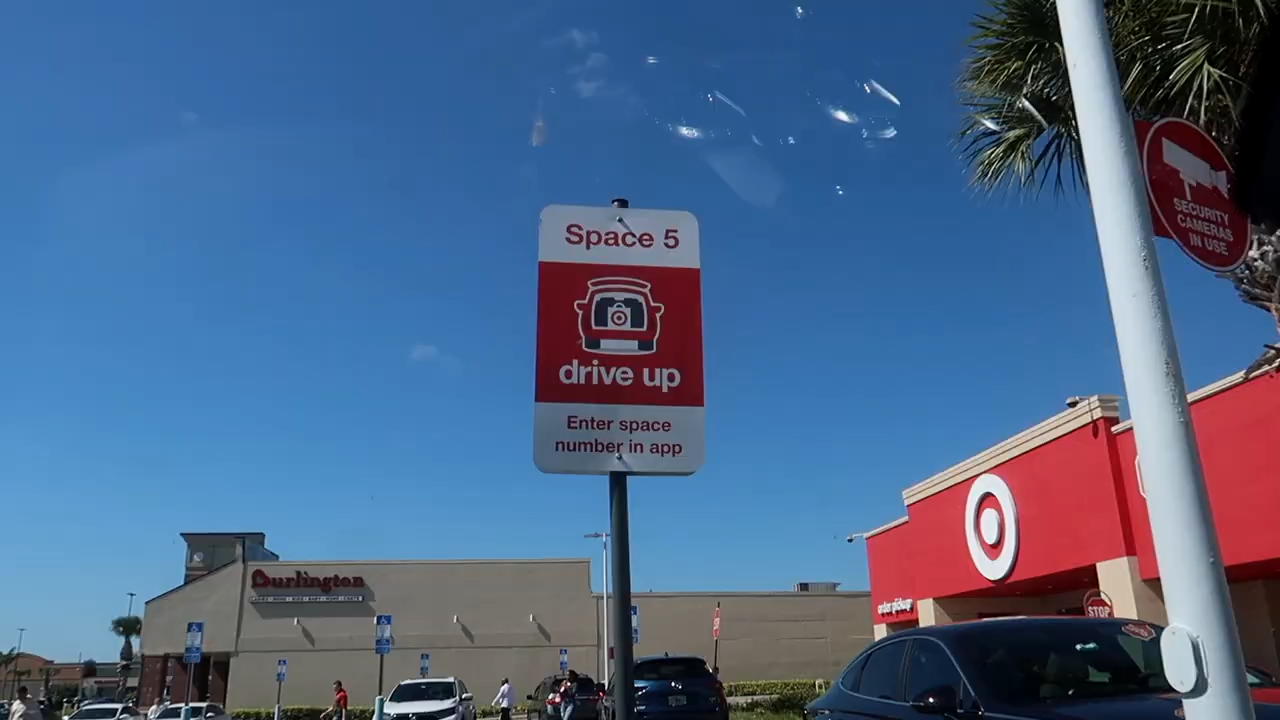 Space 5
drive up
Enter space
number in app
SECURITY
CAMERAS
IN USE
Burlington
order pickup
STOP